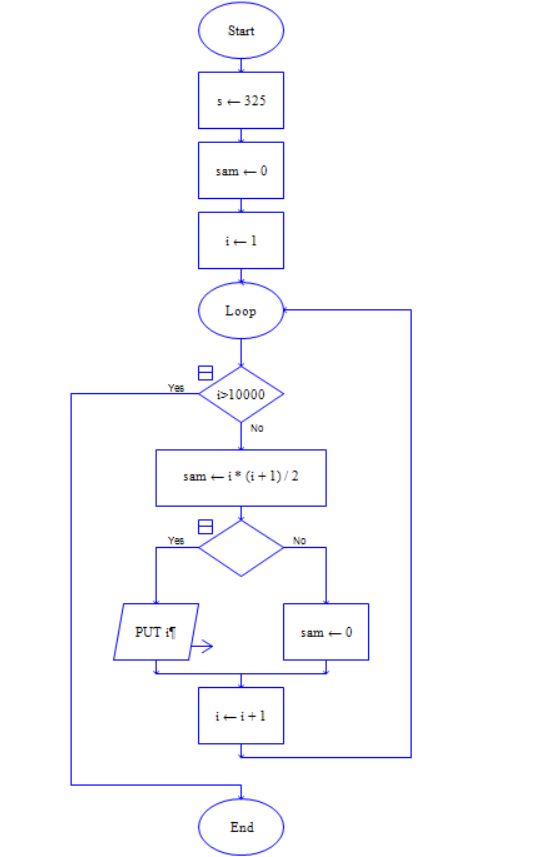 Start
s ← 325
sam ← 0
i ← 1
Loop
Yes
i>10000
No
sam ← i * (i + 1) / 2
Yes
No
PUT i¶
sam ← 0
i ← i + 1
End